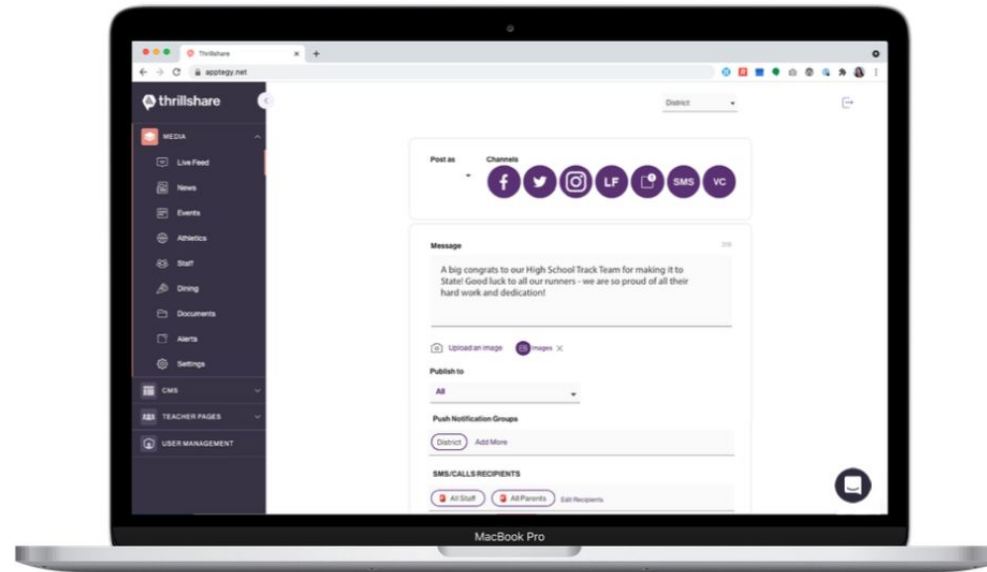 Thrillshare
apptegy.net
thrillshare
District
MEDIA
Live Feed
News
Events
Athletics
Staff
Dining
Documents
Alerts
Settings
CMS
TEACHER PAGES
USER MANAGEMENT
Post as
Channels
LF
SMS
VC
Message
A big congrats to our High School Track Team for making it to
State! Good luck to all our runners - we are so proud of all their
hard work and dedication!
Upload an image
Images
Publish to
All
Push Notification Groups
District
Add More
SMS/CALLS RECIPIENTS
All Staff
All Parents
Edit Recipients
MacBook Pro